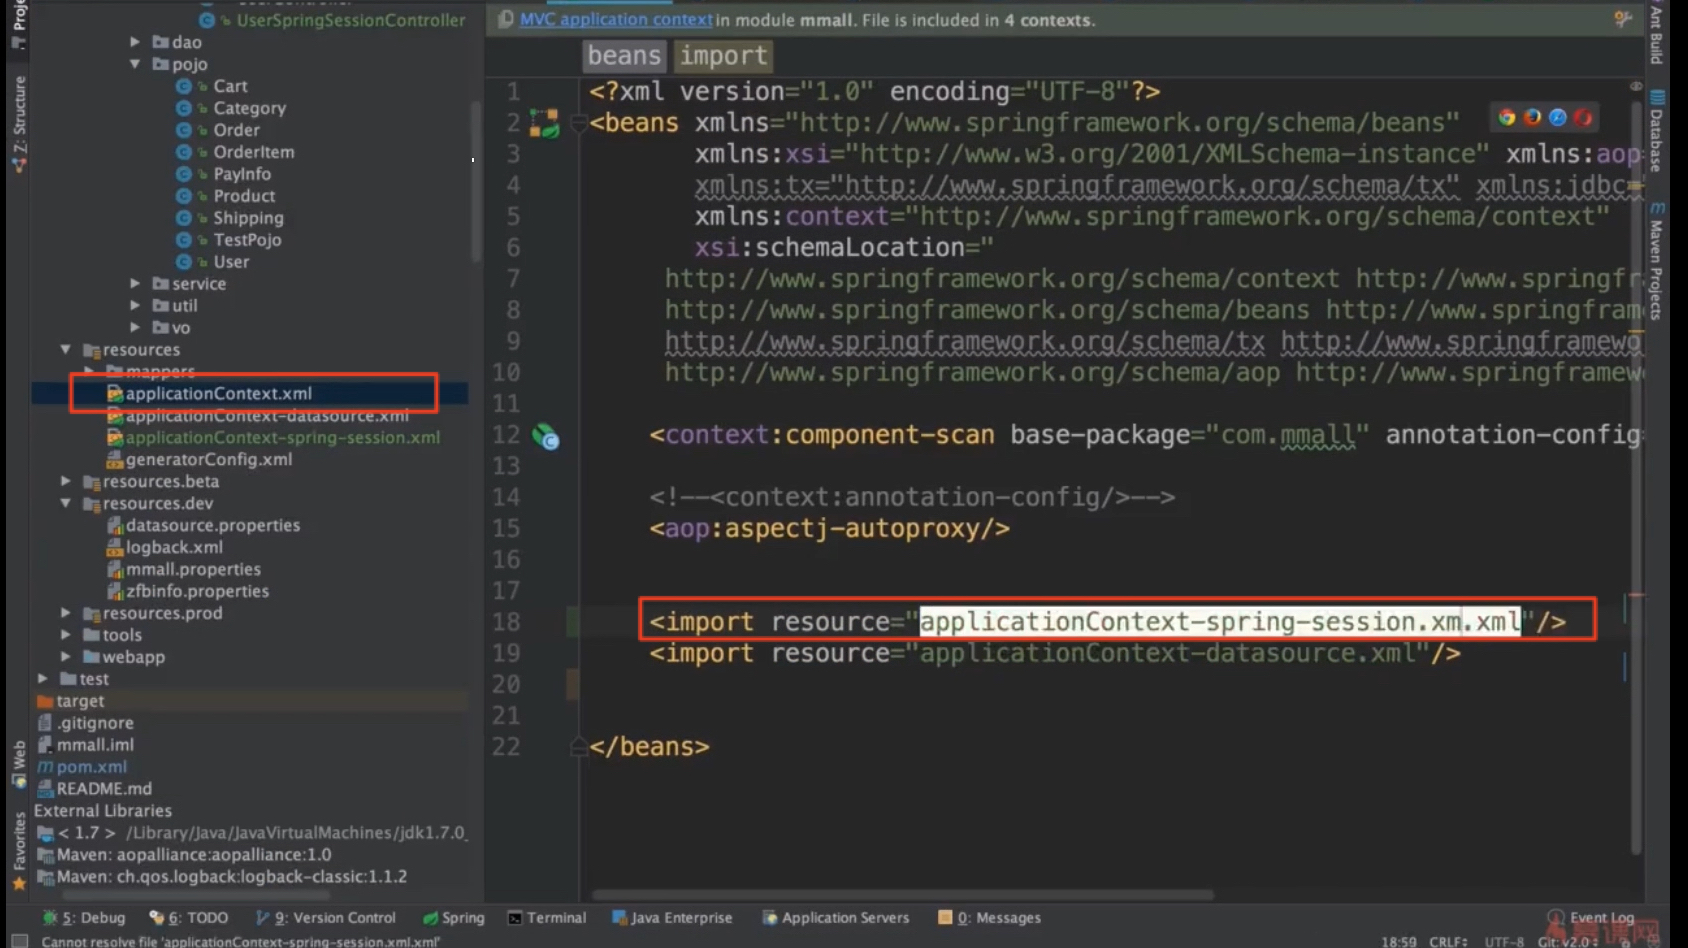 UserSpringSessionController
dao
pojo
Cart
Category
Order
OrderItem
PayInfo
Product
Shipping
TestPojo
User
service
util
vo
resources
mappers
applicationContext.xml
applicationContext-datasource.xml
applicationContext-spring-session.xml
generatorConfig.xml
resources.beta
resources.dev
datasource.properties
logback.xml
mmall.properties
zfbinfo.properties
resources.prod
tools
webapp
test
target
.gitignore
mmall.iml
pom.xml
README.md
External Libraries
< 1.7 > /Library/Java/JavaVirtualMachines/jdk1.7.0_
Maven: aopalliance:aopalliance:1.0
Maven: ch.qos.logback:logback-classic:1.1.2
Z: Structure
Web
Favorites
MVC application context in module mmall. File is included in 4 contexts.
beans import
1 <?xml version="1.0" encoding="UTF-8"?>
2 <beans xmlns="http://www.springframework.org/schema/beans"
3 xmlns:xsi="http://www.w3.org/2001/XMLSchema-instance" xmlns:aop
4 xmlns:tx="http://www.springframework.org/schema/tx" xmlns:jdbc=
5 xmlns:context="http://www.springframework.org/schema/context"
6 xsi:schemaLocation="
7 http://www.springframework.org/schema/context http://www.springfr
8 http://www.springframework.org/schema/beans http://www.springfram
9 http://www.springframework.org/schema/tx http://www.springframewo
10 http://www.springframework.org/schema/aop http://www.springframew
11
12 <context:component-scan base-package="com.mmall" annotation-config
13
14 <!--<context:annotation-config/>-->
15 <aop:aspectj-autoproxy/>
16
17
18 <import resource="applicationContext-spring-session.xm.xml"/>
19 <import resource="applicationContext-datasource.xml"/>
20
21
22 </beans>
Ant Build
Database
Maven Projects
5: Debug 6: TODO 9: Version Control Spring Terminal Java Enterprise Application Servers 0: Messages Event Log
Cannot resolve file 'applicationContext-spring-session.xml.xml' 18:59 CRLF UTF-8 Git: v2.0